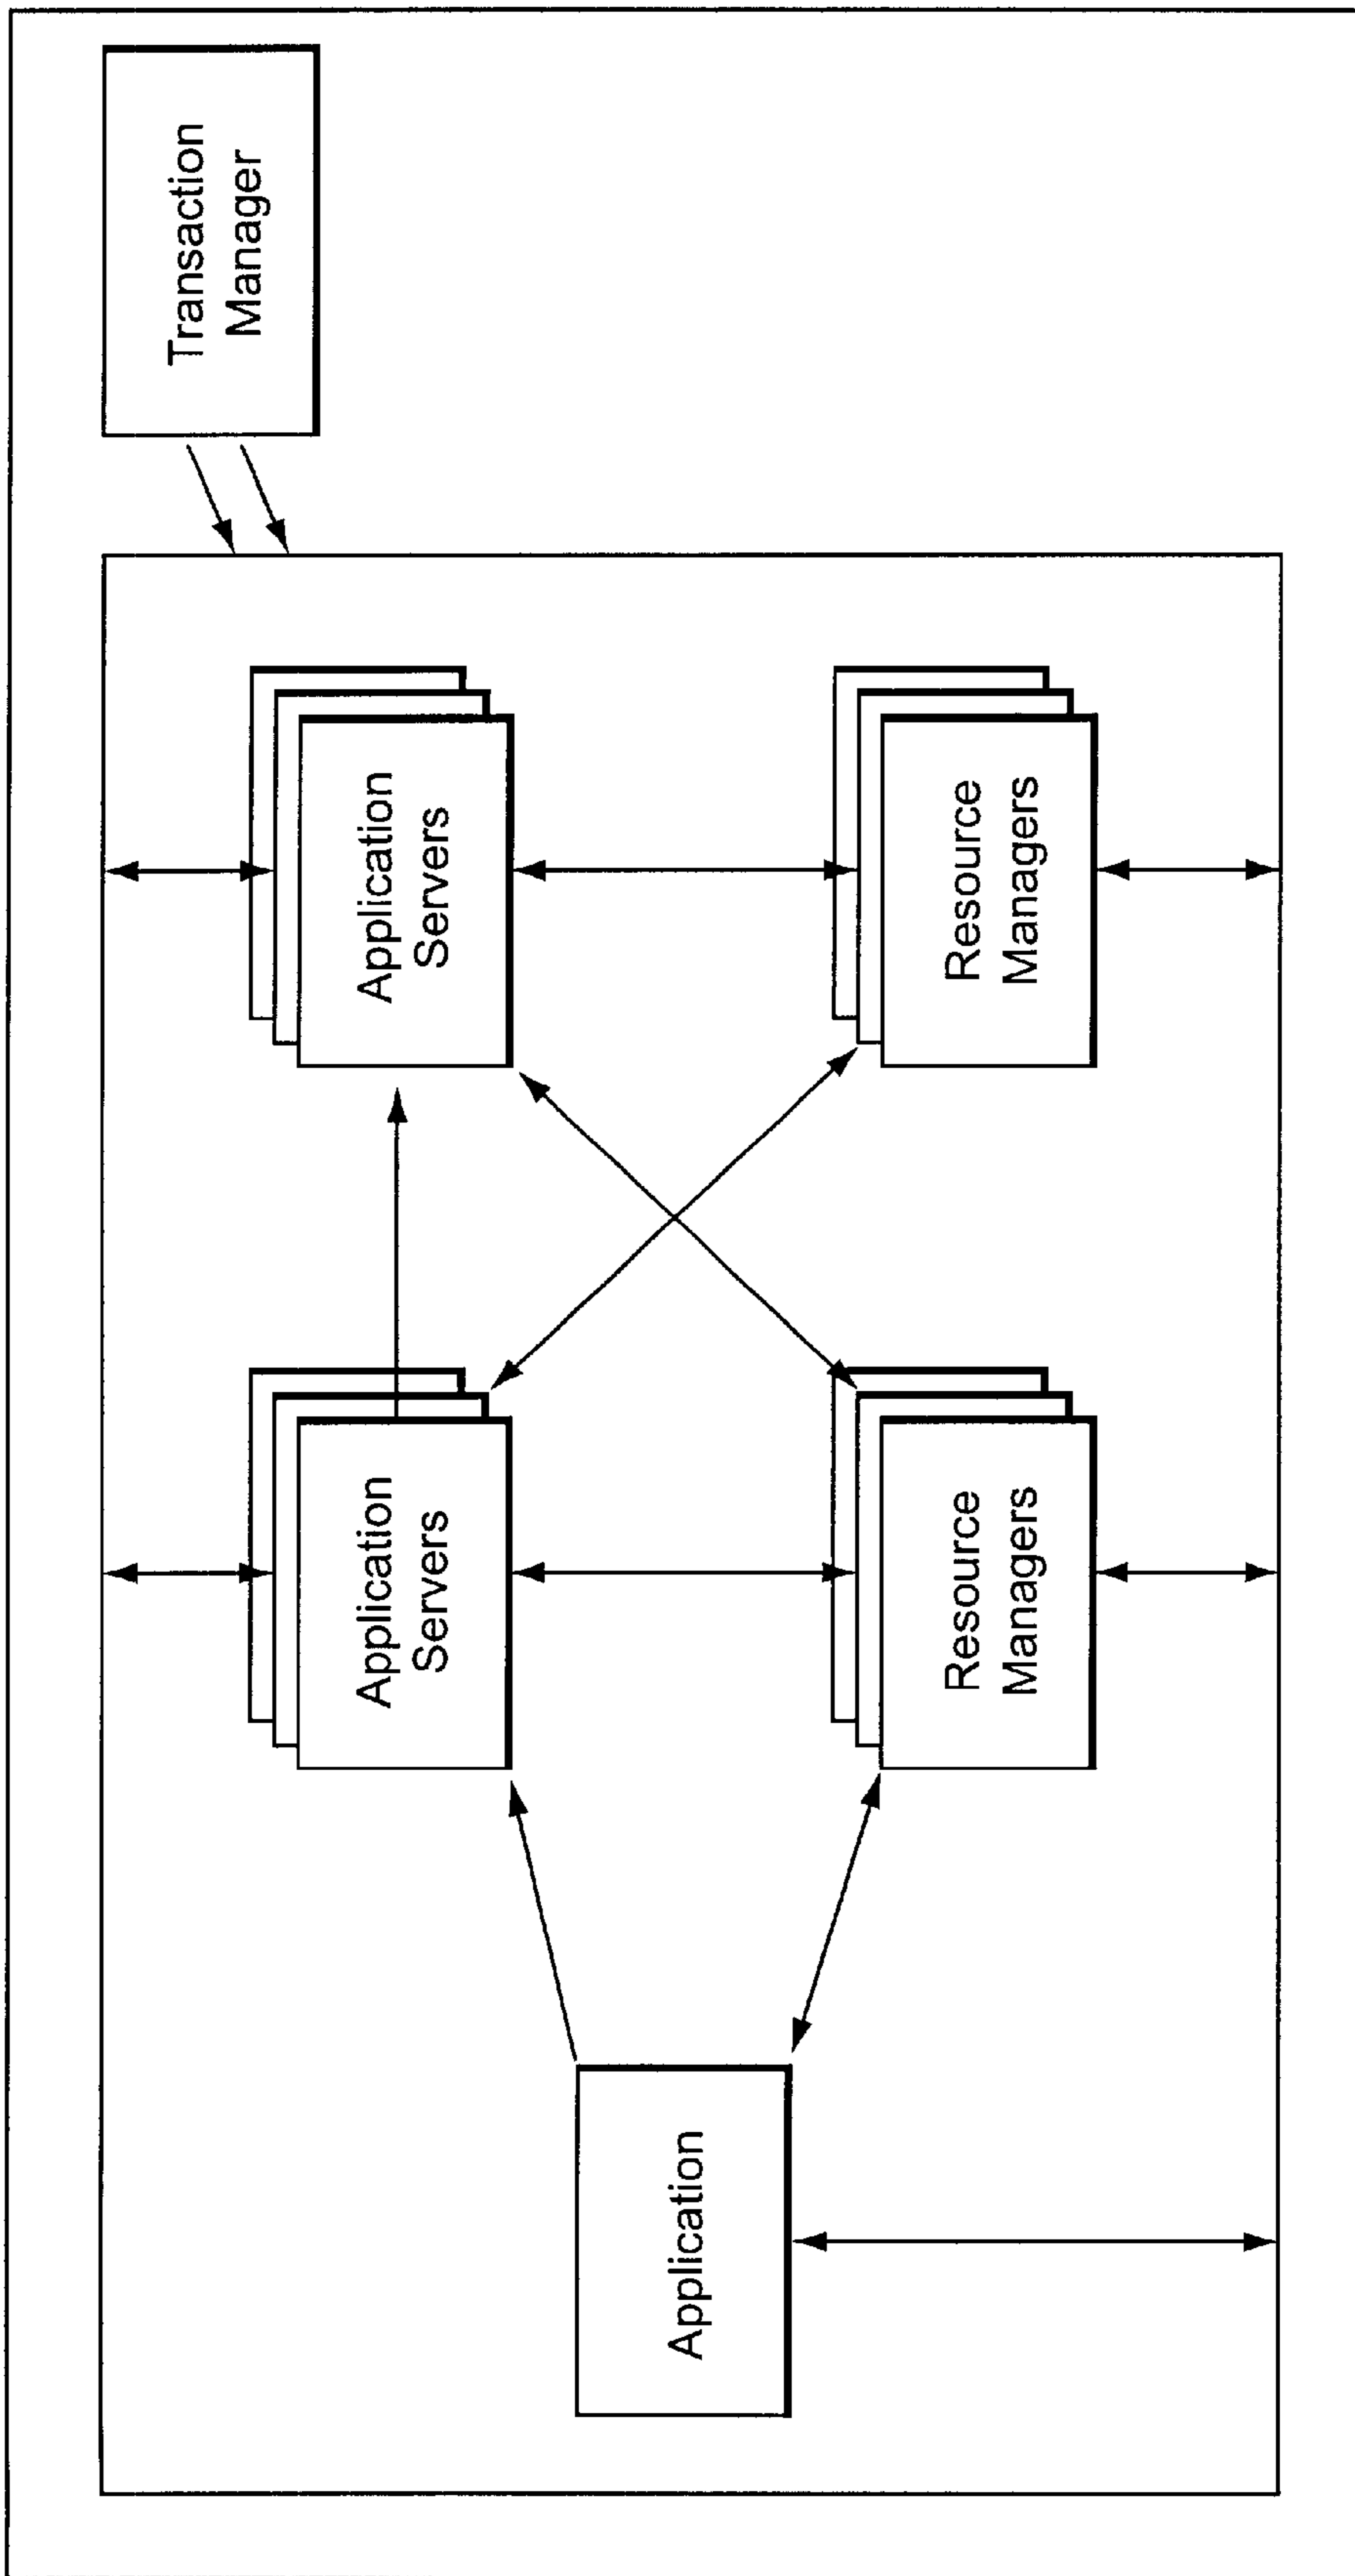 Transaction
Manager
Application
Servers
Application
Servers
Resource
Managers
Resource
Managers
Application